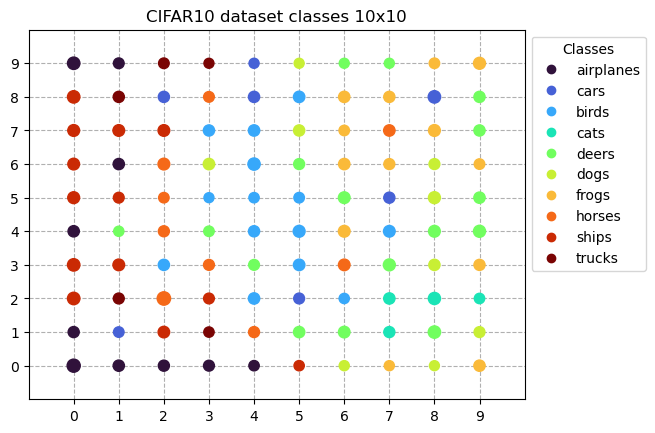 CIFAR10 dataset classes 10x10
9
8
7
6
5
4
3
2
1
0
0 1 2 3 4 5 6 7 8 9
Classes
airplanes
cars
birds
cats
deers
dogs
frogs
horses
ships
trucks